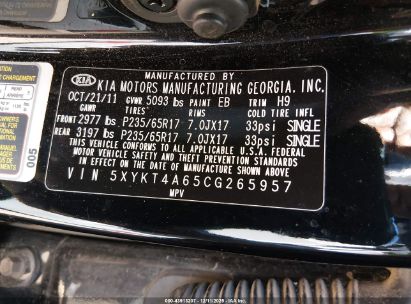 MANUFACTURED BY
KIA KIA MOTORS MANUFACTURING GEORGIA, INC.
OCT/21/11 GVWR 5093 lbs PAINT EB TRIM H9
GAWR TIRES RIMS COLD TIRE INFL
FRONT 2977 lbs P235/65R17 7.0JX17 33psi SINGLE
REAR 3197 lbs P235/65R17 7.0JX17 33psi SINGLE
THIS VEHICLE CONFORMS TO ALL APPLICABLE U.S.A. FEDERAL
MOTOR VEHICLE SAFETY, BUMPER, AND THEFT PREVENTION
STANDARDS IN EFFECT ON THE DATE OF MANUFACTURE SHOWN ABOVE.
VIN 5XYKT4A65CG265957
MPV
005